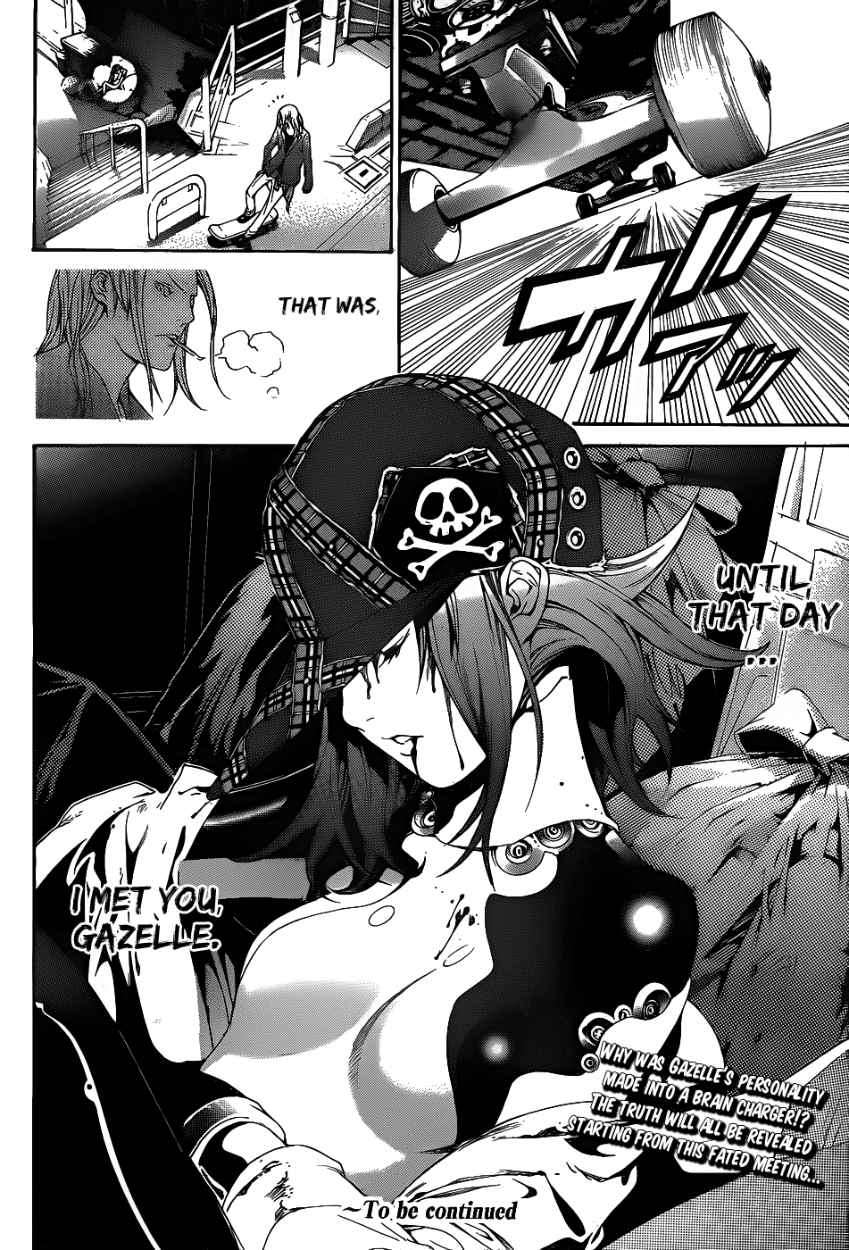 ガガアッ
THAT WAS,
UNTIL
THAT DAY
...
I MET YOU,
GAZELLE.
WHY WAS GAZELLE'S PERSONALITY
MADE INTO A BRAIN CHARGER!?
THE TRUTH WILL ALL BE REVEALED
STARTING FROM THIS FATED MEETING...
~To be continued